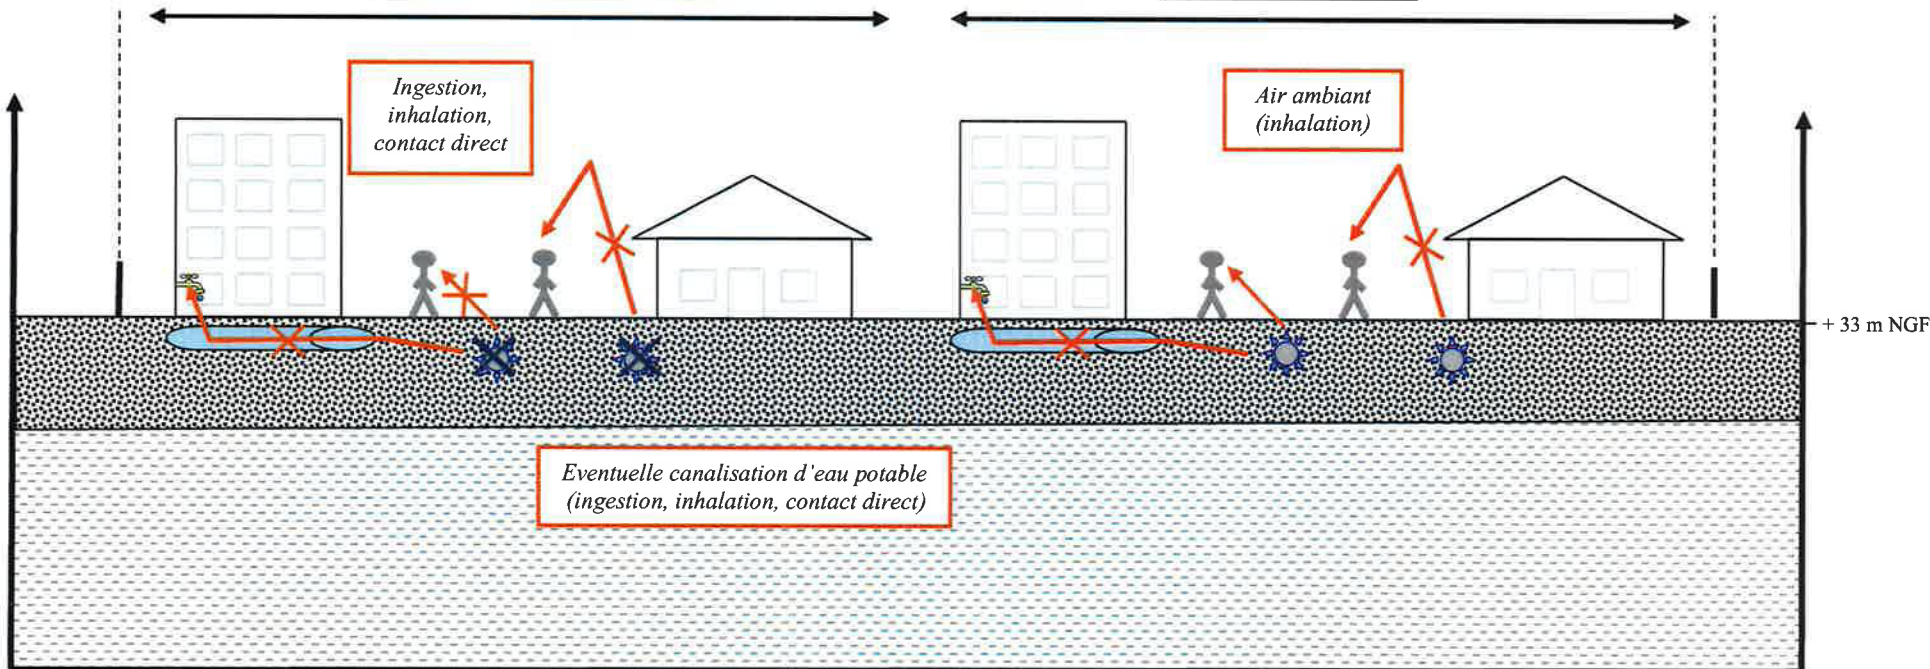 Ingestion,
inhalation,
contact direct
Air ambiant
(inhalation)
+ 33 m NGF
Eventuelle canalisation d'eau potable
(ingestion, inhalation, contact direct)